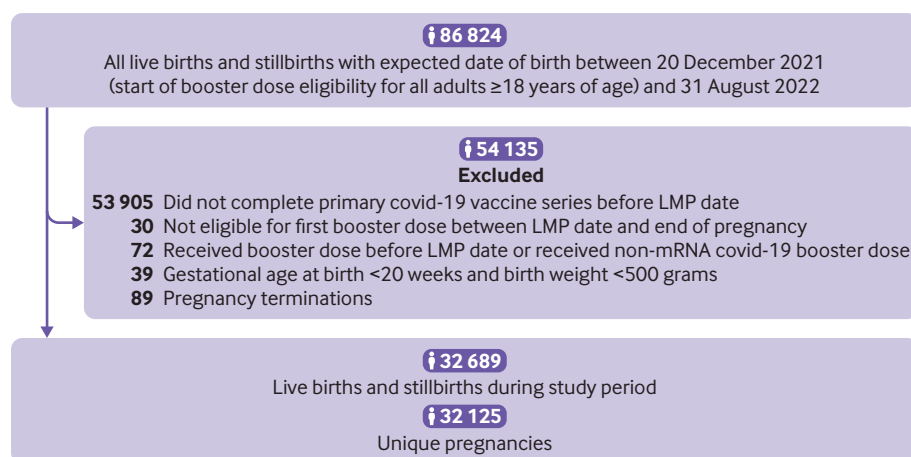 86 824
All live births and stillbirths with expected date of birth between 20 December 2021
(start of booster dose eligibility for all adults ≥18 years of age) and 31 August 2022
54 135
Excluded
53 905 Did not complete primary covid-19 vaccine series before LMP date
30 Not eligible for first booster dose between LMP date and end of pregnancy
72 Received booster dose before LMP date or received non-mRNA covid-19 booster dose
39 Gestational age at birth <20 weeks and birth weight <500 grams
89 Pregnancy terminations
32 689
Live births and stillbirths during study period
32 125
Unique pregnancies